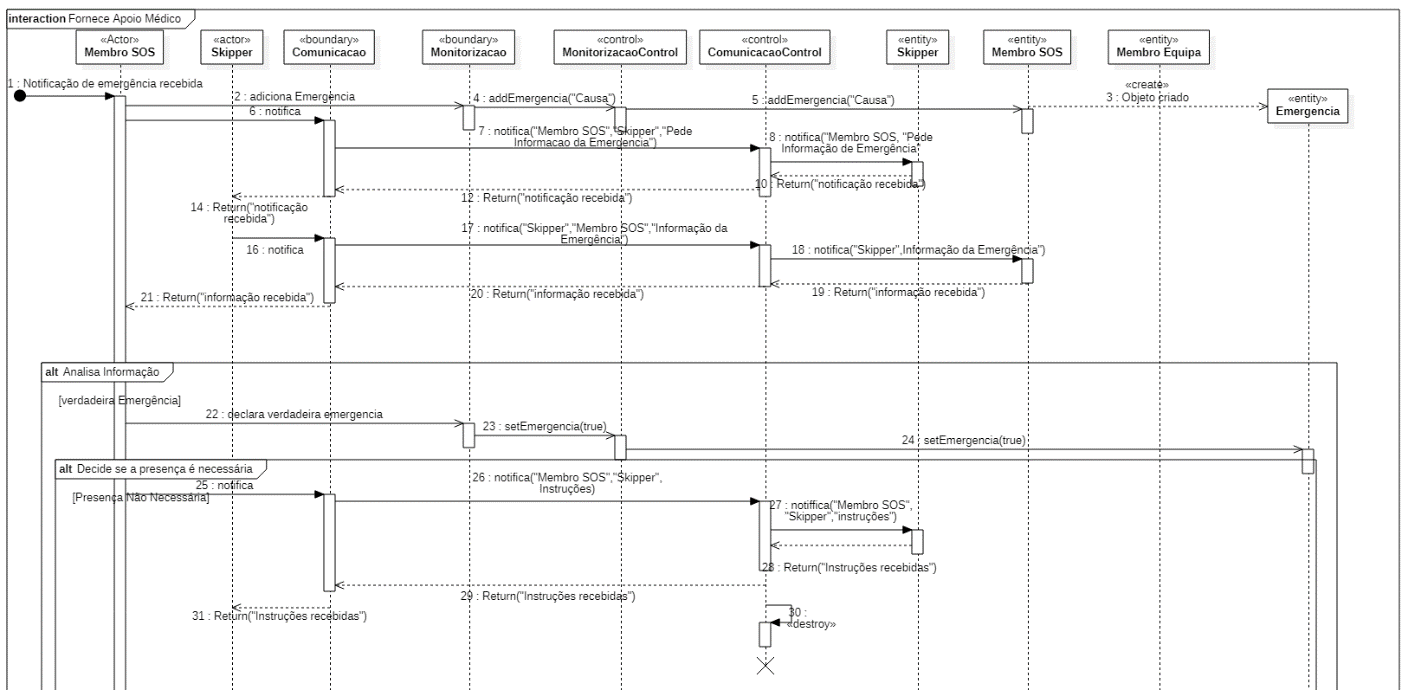 interaction Fornece Apoio Médico
«Actor»
Membro SOS
«actor»
Skipper
«boundary»
Comunicacao
«boundary»
Monitorizacao
«control»
MonitorizacaoControl
«control»
ComunicacaoControl
«entity»
Skipper
«entity»
Membro SOS
«entity»
Membro Équipa
1 : Notificação de emergência recebida
2 : adiciona Emergência
4 : addEmergencia("Causa")
5 : addEmergencia("Causa")
«create»
3 : Objeto criado
«entity»
Emergencia
6 : notifica
7 : notifica("Membro SOS","Skipper","Pede
Informacao da Emergencia")
8 : notifica("Membro SOS, "Pede
Informação de Emergência"
10 : Return("notificação recebida")
12 : Return("notificação recebida")
14 : Return("notificação
recebida")
16 : notifica
17 : notifica("Skipper","Membro SOS","Informação da
Emergência")
18 : notifica("Skipper",Informação da Emergência")
19 : Return("informação recebida")
20 : Return("informação recebida")
21 : Return("informação recebida")
alt Analisa Informação
[verdadeira Emergência]
22 : declara verdadeira emergencia
23 : setEmergencia(true)
24 : setEmergencia(true)
alt Decide se a presença é necessária
25 : notifica
[Presença Não Necessária]
26 : notifica("Membro SOS","Skipper",
Instruções)
27 : notiffica("Membro SOS",
"Skipper","instruções")
28 : Return("Instruções recebidas")
29 : Return("Instruções recebidas")
30 :
«destroy»
31 : Return("Instruções recebidas")